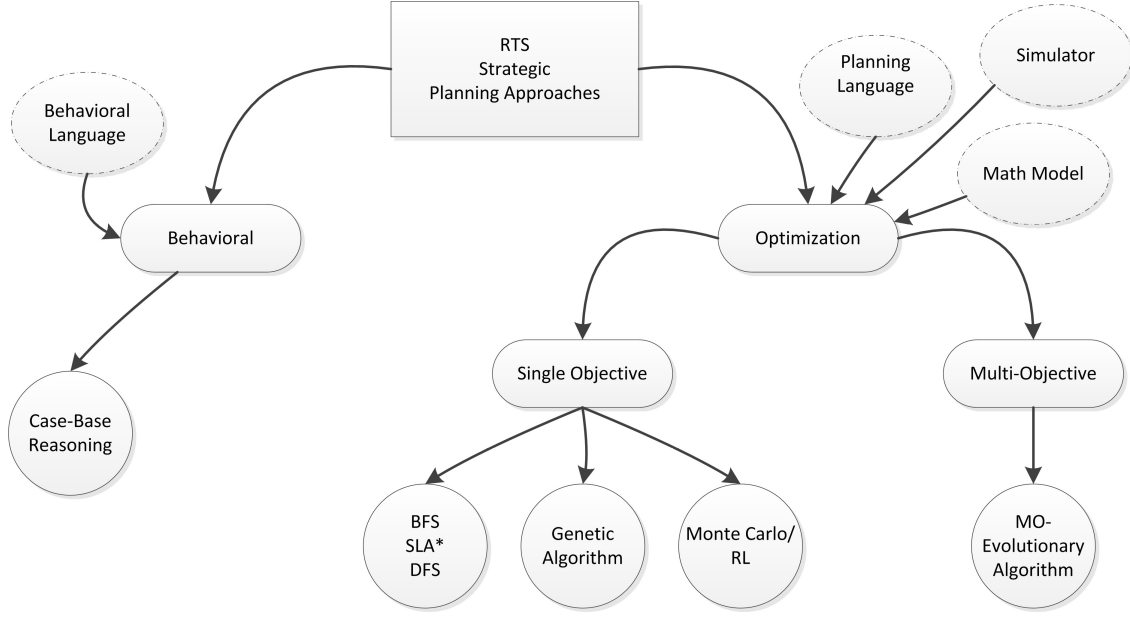 RTS
Strategic
Planning Approaches
Simulator
Planning
Language
Behavioral
Language
Math Model
Behavioral
Optimization
Single Objective
Multi-Objective
Case-Base
Reasoning
BFS
SLA*
DFS
Genetic
Algorithm
Monte Carlo/
RL
MO-
Evolutionary
Algorithm